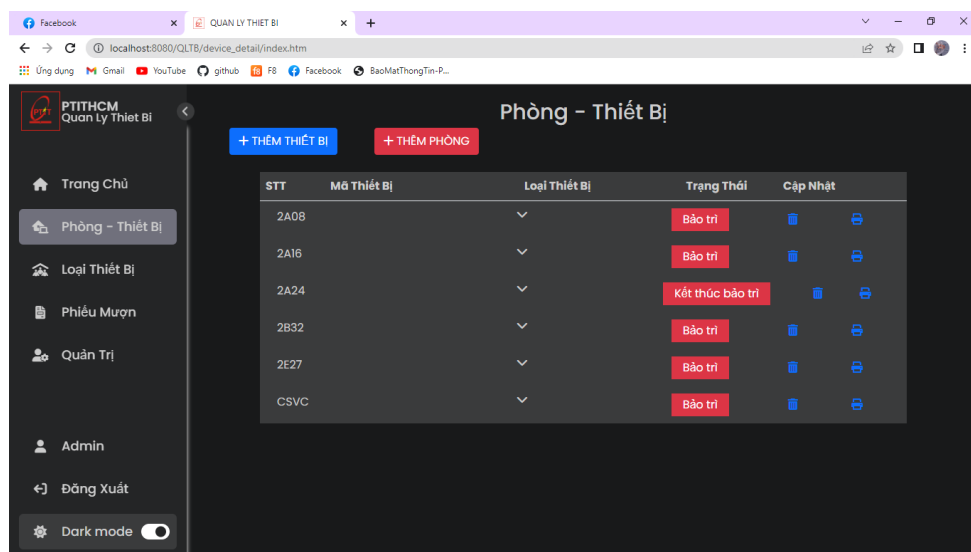 Facebook
QUAN LY THIET BI
localhost:8080/QLTB/device_detail/index.htm
Ứng dụng
Gmail
YouTube
github
F8
Facebook
BaoMatThongTin-P...
PTITHCM
Quan Ly Thiet Bi
Phòng - Thiết Bị
+ THÊM THIẾT BỊ
+ THÊM PHÒNG
Trang Chủ
Phòng - Thiết Bị
Loại Thiết Bị
Phiếu Mượn
Quản Trị
Admin
Đăng Xuất
Dark mode
STT Mã Thiết Bị Loại Thiết Bị Trạng Thái Cập Nhật
2A08 Bảo trì
2A16 Bảo trì
2A24 Kết thúc bảo trì
2B32 Bảo trì
2E27 Bảo trì
CSVC Bảo trì